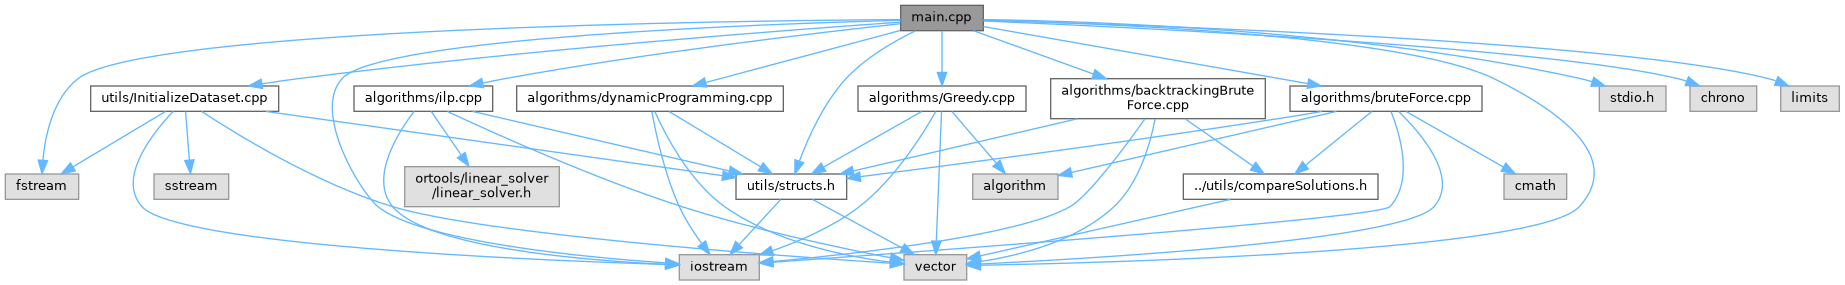 main.cpp
utils/InitializeDataset.cpp
algorithms/ilp.cpp
algorithms/dynamicProgramming.cpp
algorithms/Greedy.cpp
algorithms/backtrackingBrute
Force.cpp
algorithms/bruteForce.cpp
stdio.h
chrono
limits
fstream
sstream
ortools/linear_solver
/linear_solver.h
utils/structs.h
algorithm
../utils/compareSolutions.h
cmath
iostream
vector